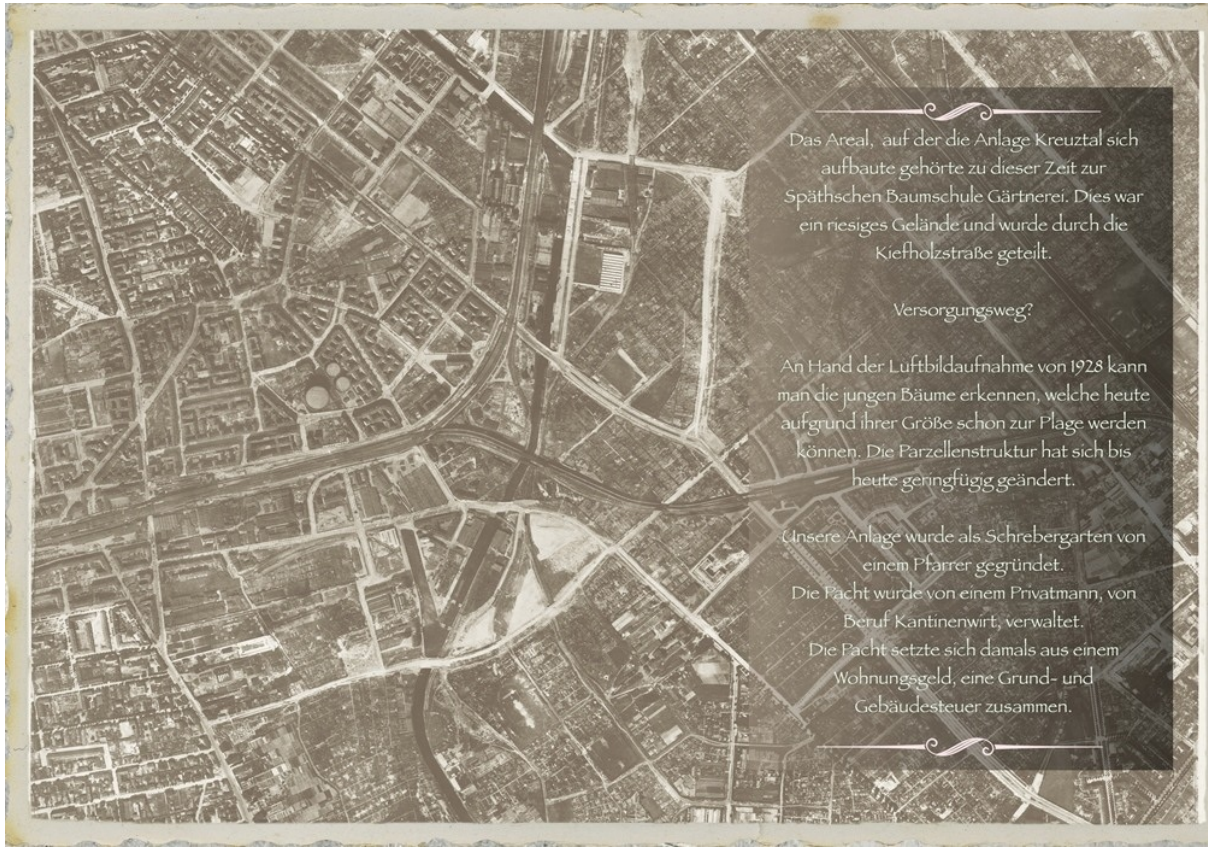 Das Areal, auf der die Anlage Kreuztal sich
aufbaute gehörte zu dieser Zeit zur
Späthschen Baumschule Gärtnerei. Dies war
ein riesiges Gelände und wurde durch die
Kiefholzstraße geteilt.
Versorgungsweg?
An Hand der Luftbildaufnahme von 1928 kann
man die jungen Bäume erkennen, welche heute
aufgrund ihrer Größe schon zur Plage werden
können. Die Parzellenstruktur hat sich bis
heute geringfügig geändert.
Unsere Anlage wurde als Schrebergarten von
einem Pfarrer gegründet.
Die Pacht wurde von einem Privatmann, von
Beruf Kantinenwirt, verwaltet.
Die Pacht setzte sich damals aus einem
Wohnungsgeld, eine Grund- und
Gebäudesteuer zusammen.